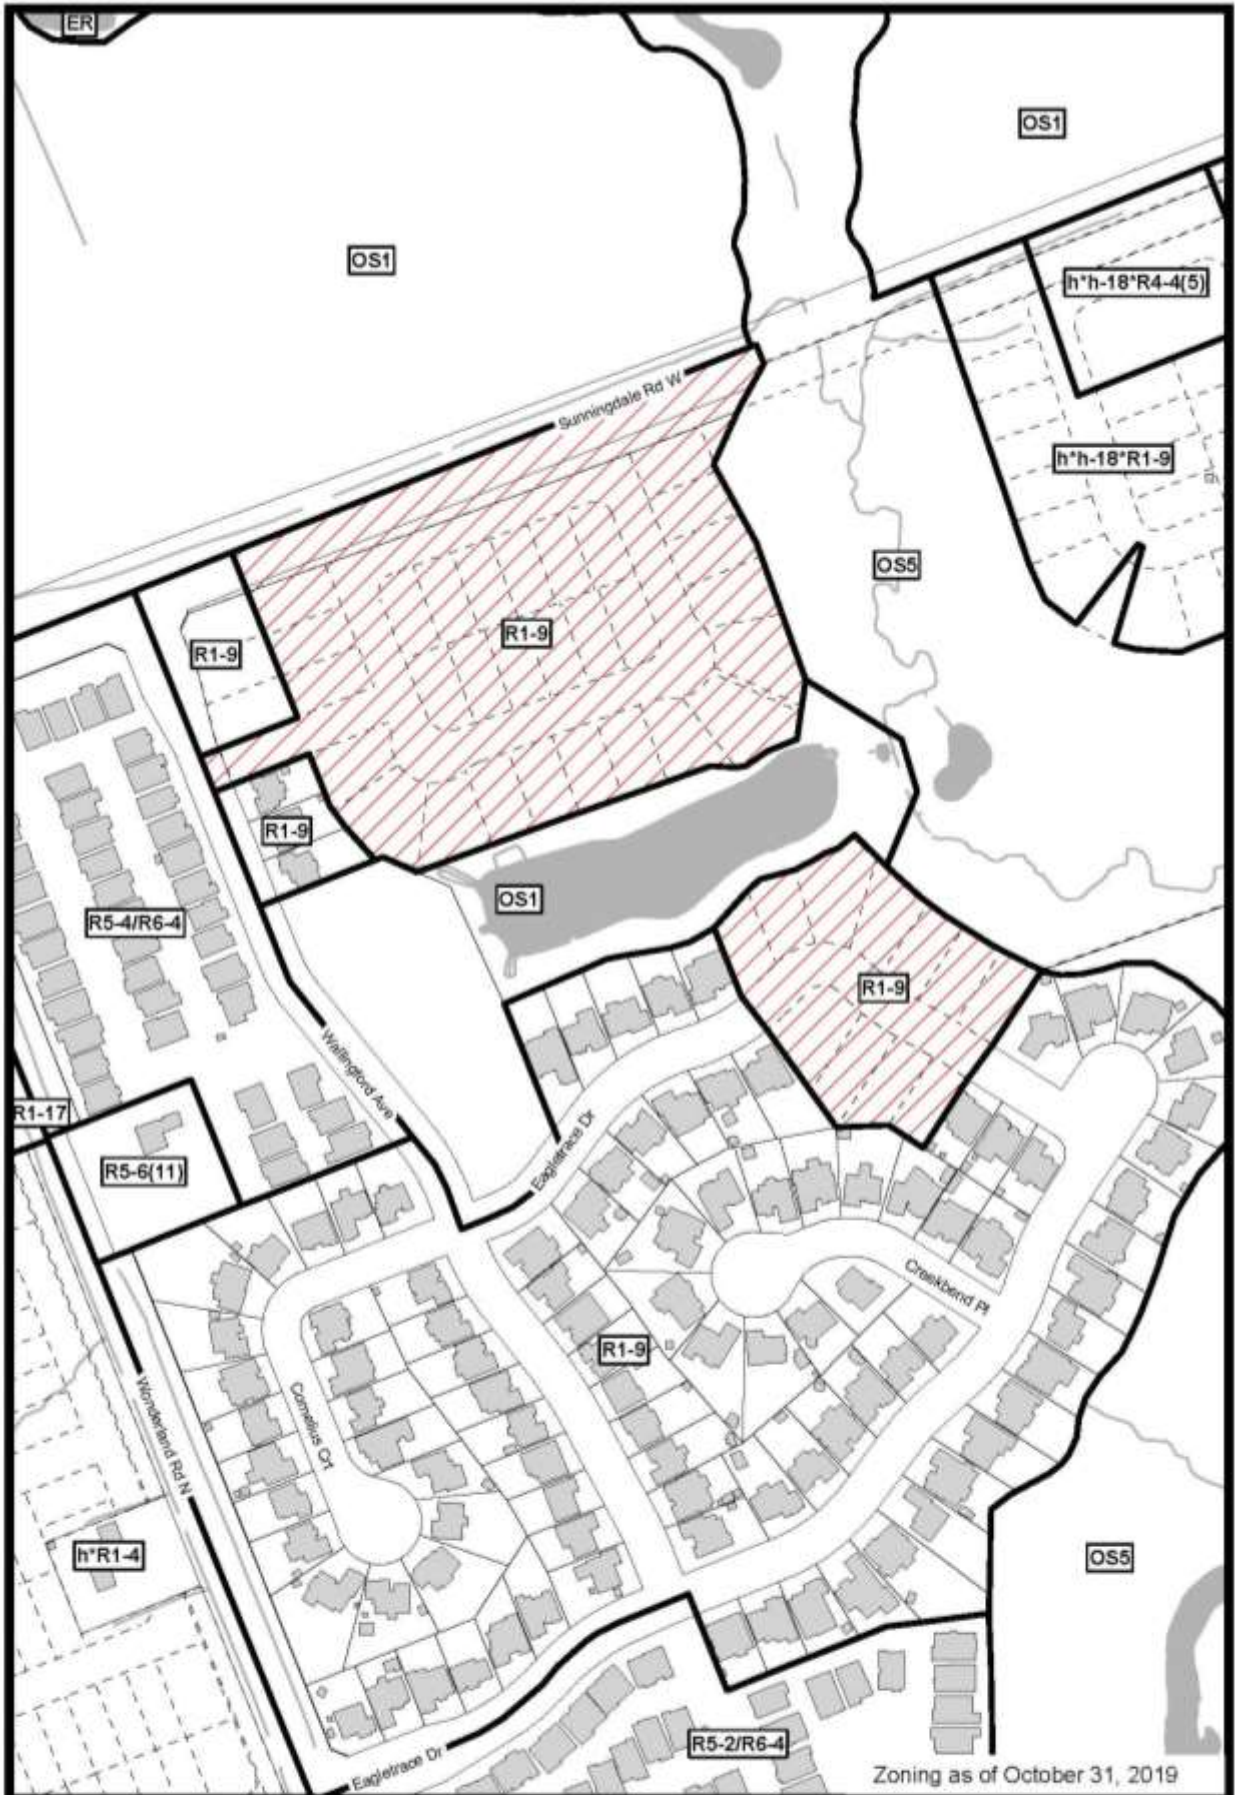 ER
OS1
OS1
h*h-18*R4-4(5)
Sunningdale Rd W
h*h-18*R1-9
OS5
R1-9
R1-9
R1-9
OS1
R5-4/R6-4
R1-9
Wallingford Ave
R1-17
R5-6(11)
Eagletrace Dr
Creekbend Pl
R1-9
Cornelius Crt
Wonderland Rd N
h*R1-4
OS5
R5-2/R6-4
Eagletrace Dr
Zoning as of October 31, 2019